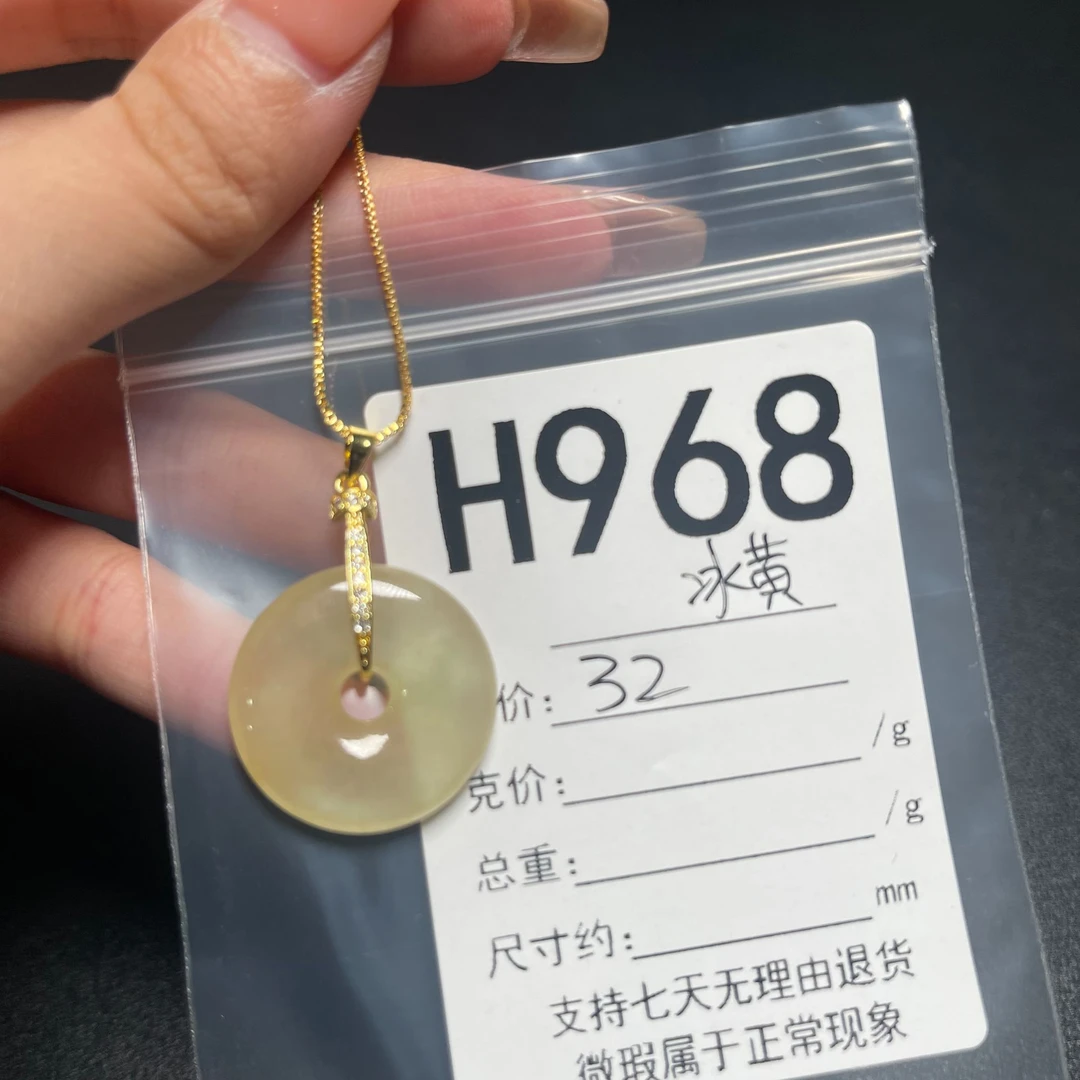 H968
冰黄
价：32
克价： /g
总重： /g
尺寸约： mm
支持七天无理由退货
微瑕属于正常现象